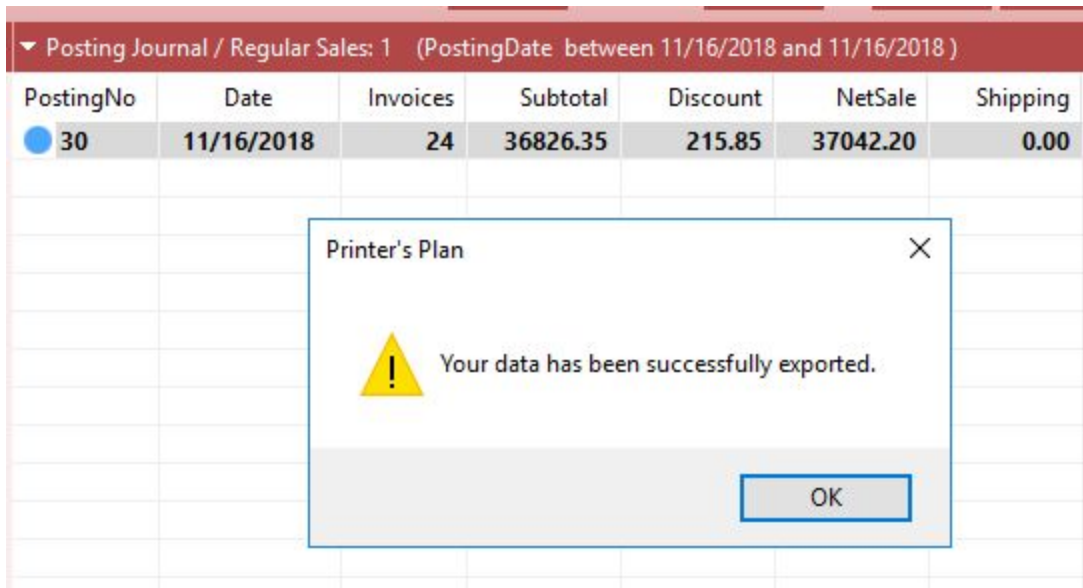 Posting Journal / Regular Sales: 1 (PostingDate between 11/16/2018 and 11/16/2018 )
PostingNo Date Invoices Subtotal Discount NetSale Shipping
30 11/16/2018 24 36826.35 215.85 37042.20 0.00
Printer's Plan
Your data has been successfully exported.
OK